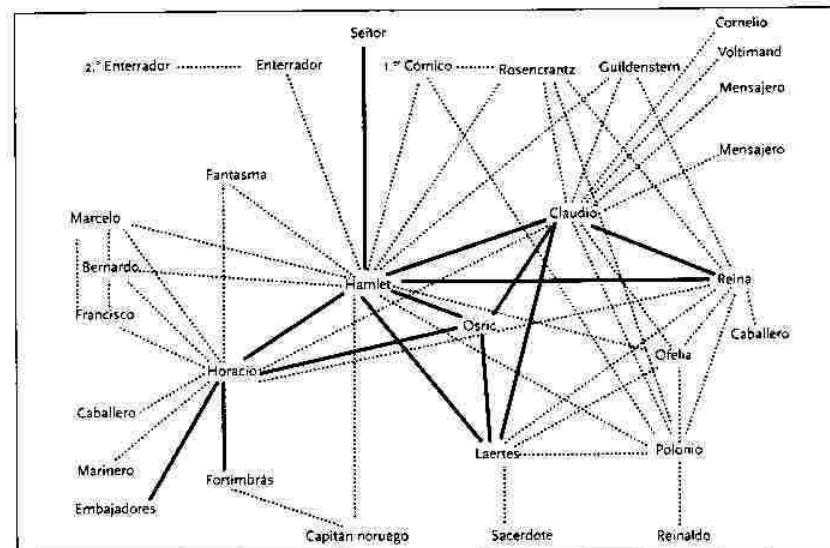 Señor
Cornelio
2.º Enterrador
Enterrador
1.er Cómico
Rosencrantz
Guildenstern
Voltimand
Mensajero
Mensajero
Fantasma
Marcelo
Claudio
Bernardo
Hamlet
Reina
Francisco
Osric
Caballero
Ofelia
Horacio
Caballero
Laertes
Polonio
Marinero
Fortimbrás
Embajadores
Capitán noruego
Sacerdote
Reinaldo